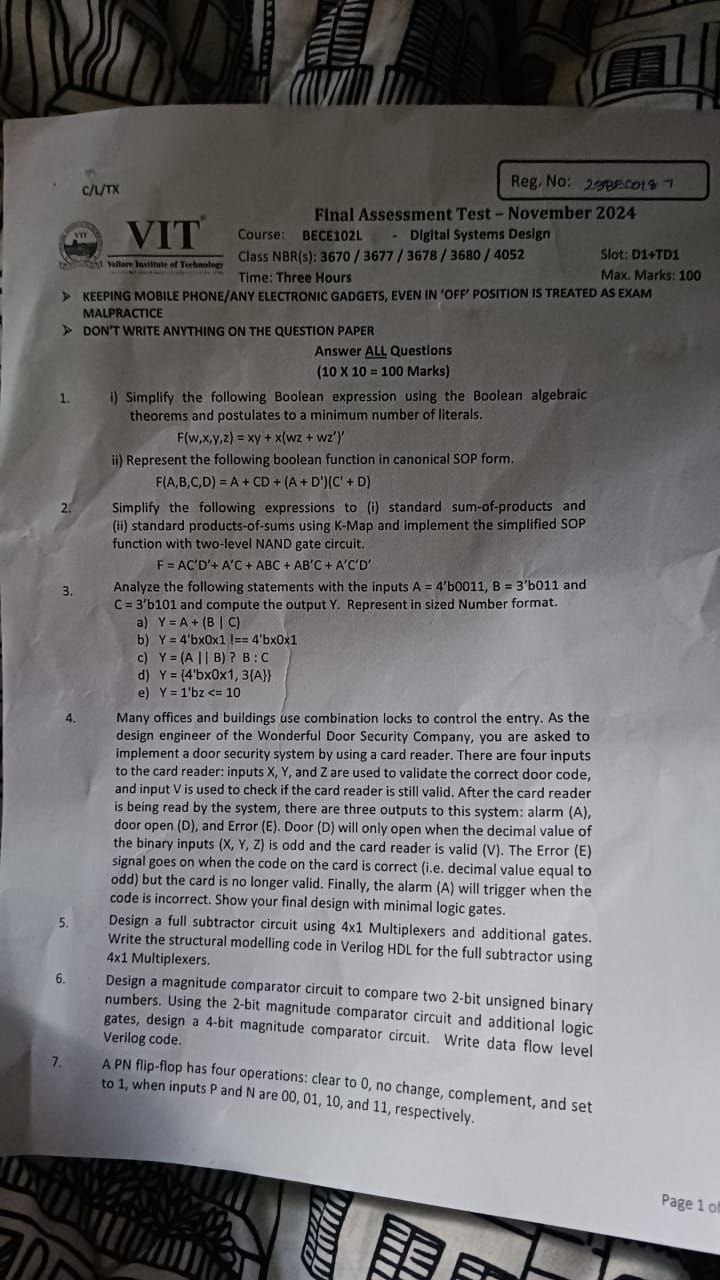 C/L/TX
Reg. No:
VIT
VIT
Vellore Institute of Technology
Final Assessment Test – November 2024
Course: BECE102L - Digital Systems Design
Class NBR(s): 3670 / 3677 / 3678 / 3680 / 4052 Slot: D1+TD1
Time: Three Hours Max. Marks: 100
➤ KEEPING MOBILE PHONE/ANY ELECTRONIC GADGETS, EVEN IN ‘OFF’ POSITION IS TREATED AS EXAM
MALPRACTICE
➤ DON’T WRITE ANYTHING ON THE QUESTION PAPER
Answer ALL Questions
(10 X 10 = 100 Marks)
1. i) Simplify the following Boolean expression using the Boolean algebraic
theorems and postulates to a minimum number of literals.
F(w,x,y,z) = xy + x(wz + wz’)’
ii) Represent the following boolean function in canonical SOP form.
F(A,B,C,D) = A + CD + (A + D')(C' + D)
2. Simplify the following expressions to (i) standard sum-of-products and
(ii) standard products-of-sums using K-Map and implement the simplified SOP
function with two-level NAND gate circuit.
F = AC’D’+ A’C + ABC + AB’C + A’C’D’
3. Analyze the following statements with the inputs A = 4’b0011, B = 3’b011 and
C = 3’b101 and compute the output Y. Represent in sized Number format.
a) Y = A + (B | C)
b) Y = 4'bx0x1 !== 4'bx0x1
c) Y = (A || B) ? B : C
d) Y = {4'bx0x1, 3{A}}
e) Y = 1'bz <= 10
4. Many offices and buildings use combination locks to control the entry. As the
design engineer of the Wonderful Door Security Company, you are asked to
implement a door security system by using a card reader. There are four inputs
to the card reader: inputs X, Y, and Z are used to validate the correct door code,
and input V is used to check if the card reader is still valid. After the card reader
is being read by the system, there are three outputs to this system: alarm (A),
door open (D), and Error (E). Door (D) will only open when the decimal value of
the binary inputs (X, Y, Z) is odd and the card reader is valid (V). The Error (E)
signal goes on when the code on the card is correct (i.e. decimal value equal to
odd) but the card is no longer valid. Finally, the alarm (A) will trigger when the
code is incorrect. Show your final design with minimal logic gates.
5. Design a full subtractor circuit using 4x1 Multiplexers and additional gates.
Write the structural modelling code in Verilog HDL for the full subtractor using
4x1 Multiplexers.
6. Design a magnitude comparator circuit to compare two 2-bit unsigned binary
numbers. Using the 2-bit magnitude comparator circuit and additional logic
gates, design a 4-bit magnitude comparator circuit. Write data flow level
Verilog code.
7. A PN flip-flop has four operations: clear to 0, no change, complement, and set
to 1, when inputs P and N are 00, 01, 10, and 11, respectively.
Page 1 of